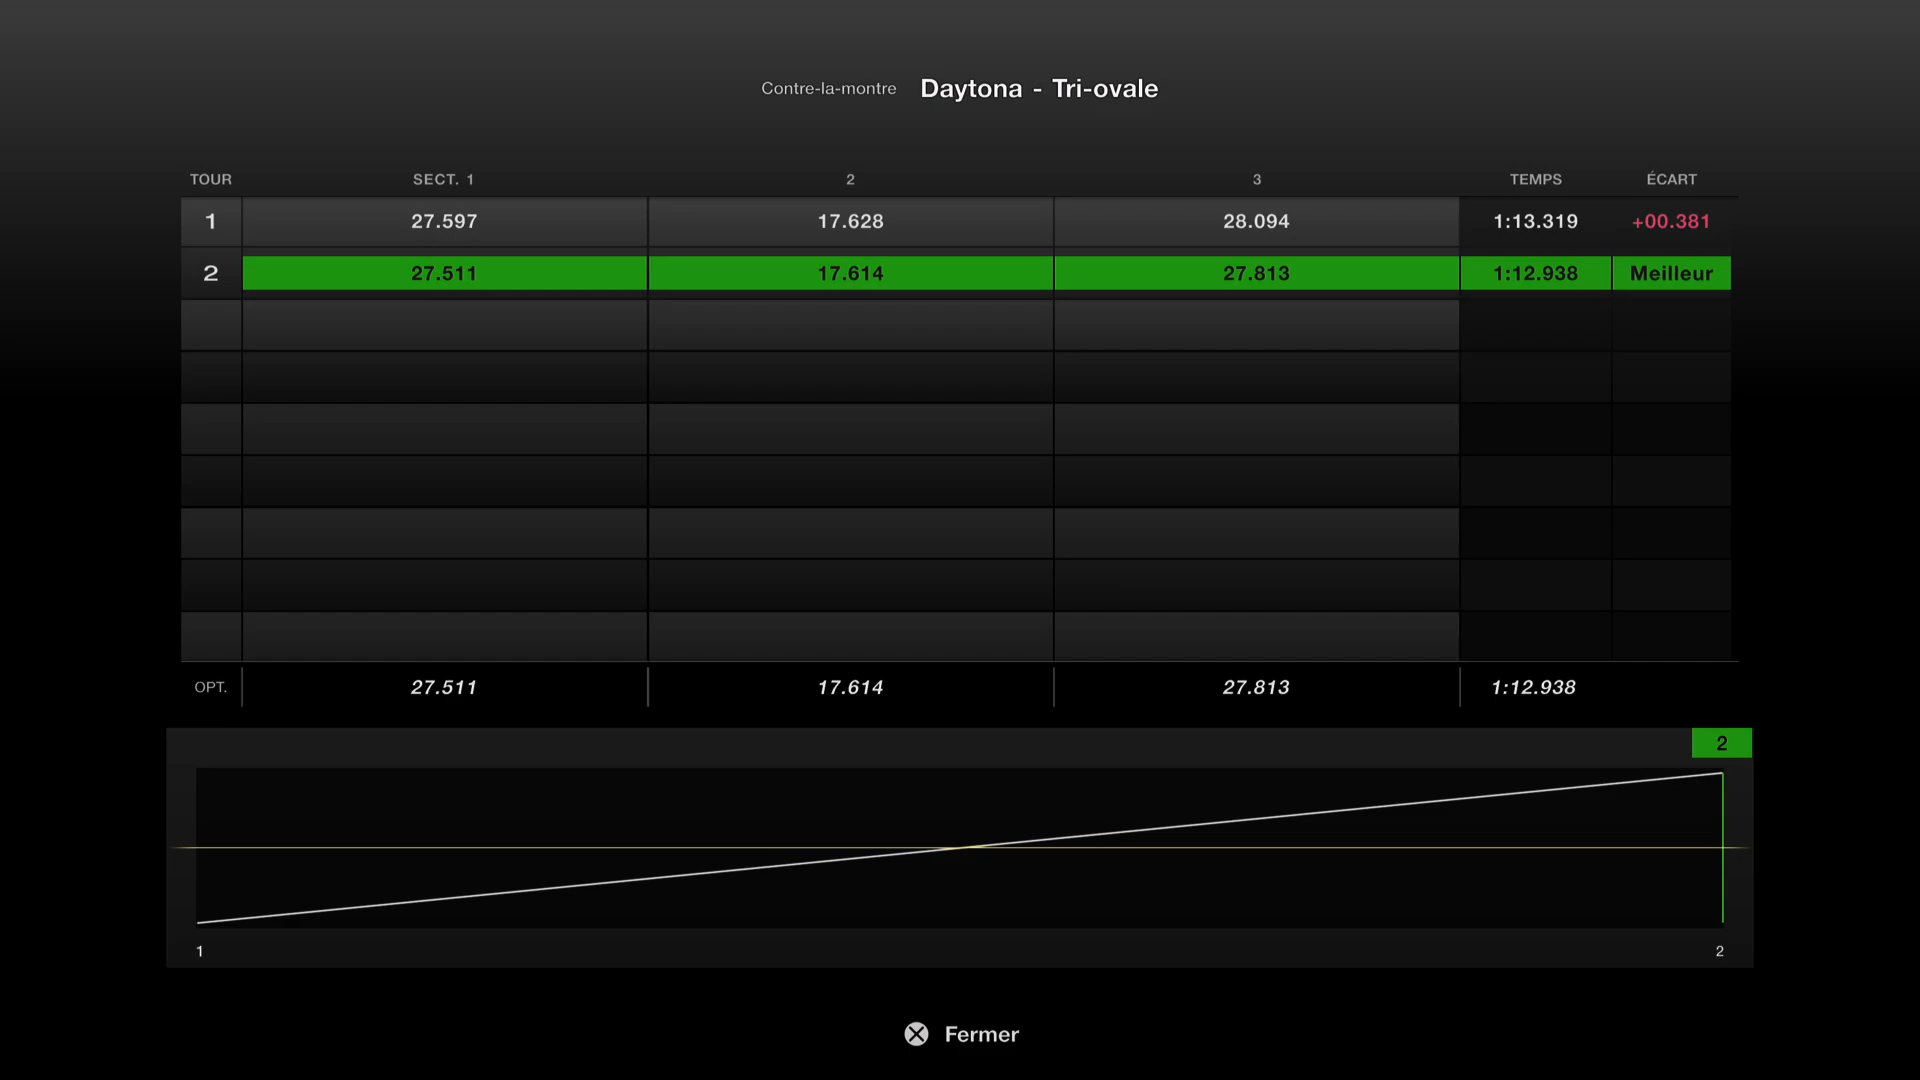 Contre-la-montre Daytona - Tri-ovale
TOUR SECT. 1 2 3 TEMPS ÉCART
1 27.597 17.628 28.094 1:13.319 +00.381
2 27.511 17.614 27.813 1:12.938 Meilleur
OPT. 27.511 17.614 27.813 1:12.938
2
1 2
Fermer